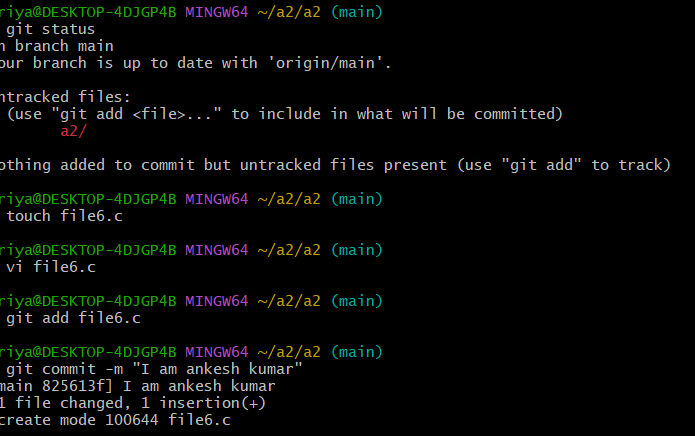 riya@DESKTOP-4DJGP4B MINGW64 ~/a2/a2 (main)
git status
n branch main
our branch is up to date with 'origin/main'.
ntracked files:
(use "git add <file>..." to include in what will be committed)
a2/
othing added to commit but untracked files present (use "git add" to track)
riya@DESKTOP-4DJGP4B MINGW64 ~/a2/a2 (main)
touch file6.c
riya@DESKTOP-4DJGP4B MINGW64 ~/a2/a2 (main)
vi file6.c
riya@DESKTOP-4DJGP4B MINGW64 ~/a2/a2 (main)
git add file6.c
riya@DESKTOP-4DJGP4B MINGW64 ~/a2/a2 (main)
git commit -m "I am ankesh kumar"
main 825613f] I am ankesh kumar
1 file changed, 1 insertion(+)
create mode 100644 file6.c